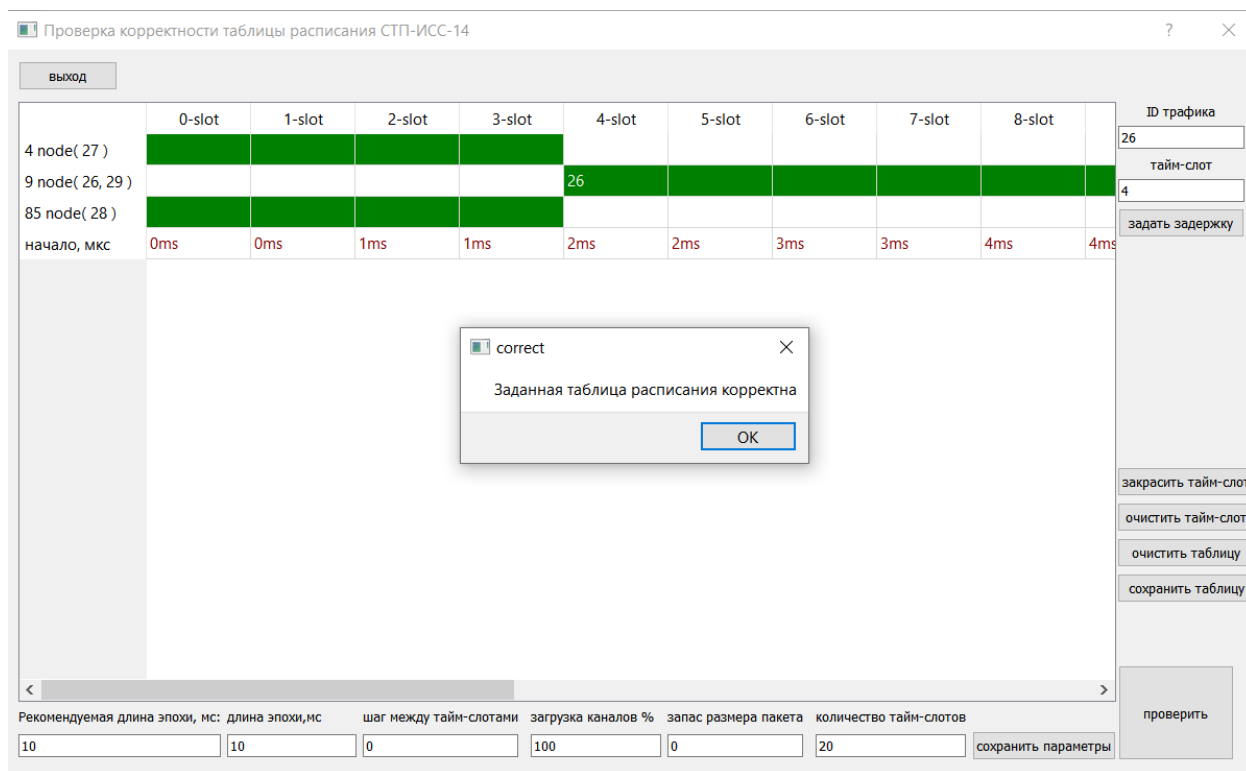 Проверка корректности таблицы расписания СТП-ИСС-14
?
выход
0-slot 1-slot 2-slot 3-slot 4-slot 5-slot 6-slot 7-slot 8-slot
4 node( 27 )
9 node( 26, 29 ) 26
85 node( 28 )
начало, мкс 0ms 0ms 1ms 1ms 2ms 2ms 3ms 3ms 4ms 4ms
ID трафика
26
тайм-слот
4
задать задержку
correct
Заданная таблица расписания корректна
OK
закрасить тайм-слот
очистить тайм-слот
очистить таблицу
сохранить таблицу
проверить
Рекомендуемая длина эпохи, мс: длина эпохи,мс шаг между тайм-слотами загрузка каналов % запас размера пакета количество тайм-слотов
10 10 0 100 0 20 сохранить параметры